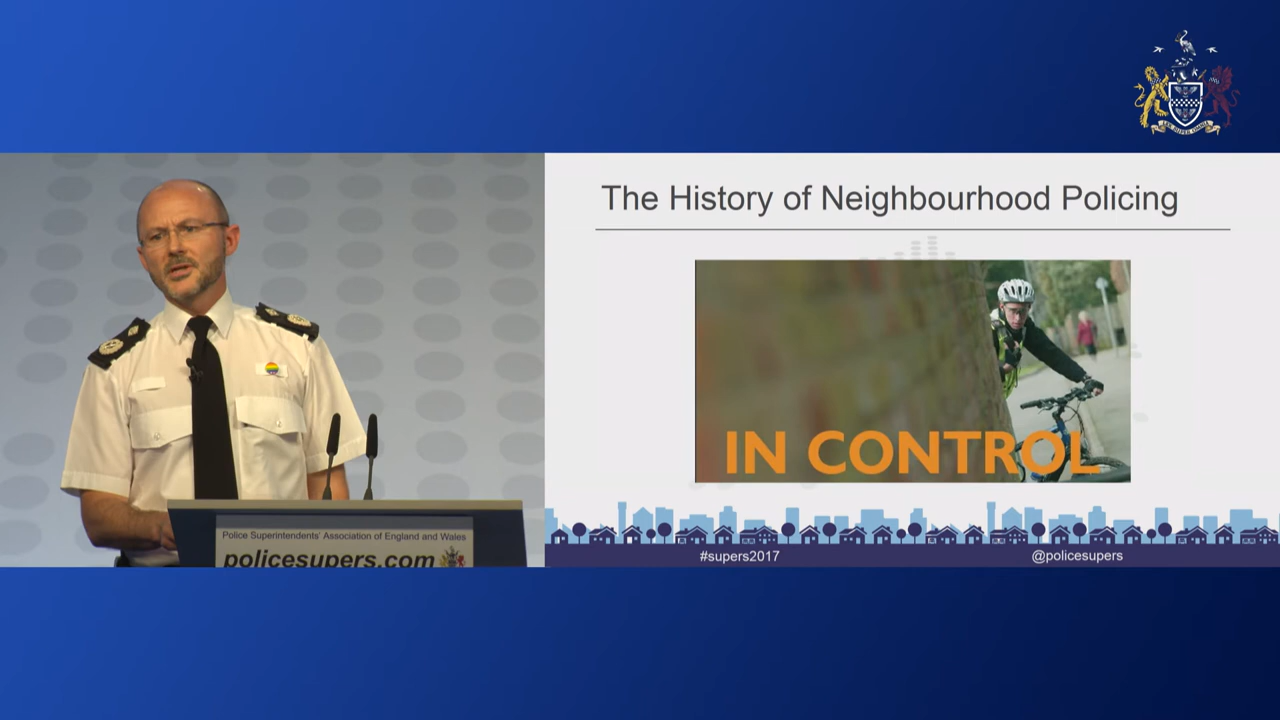 The History of Neighbourhood Policing
IN CONTROL
Police Superintendents' Association of England and Wales
policesupers.com
#supers2017
@policesupers